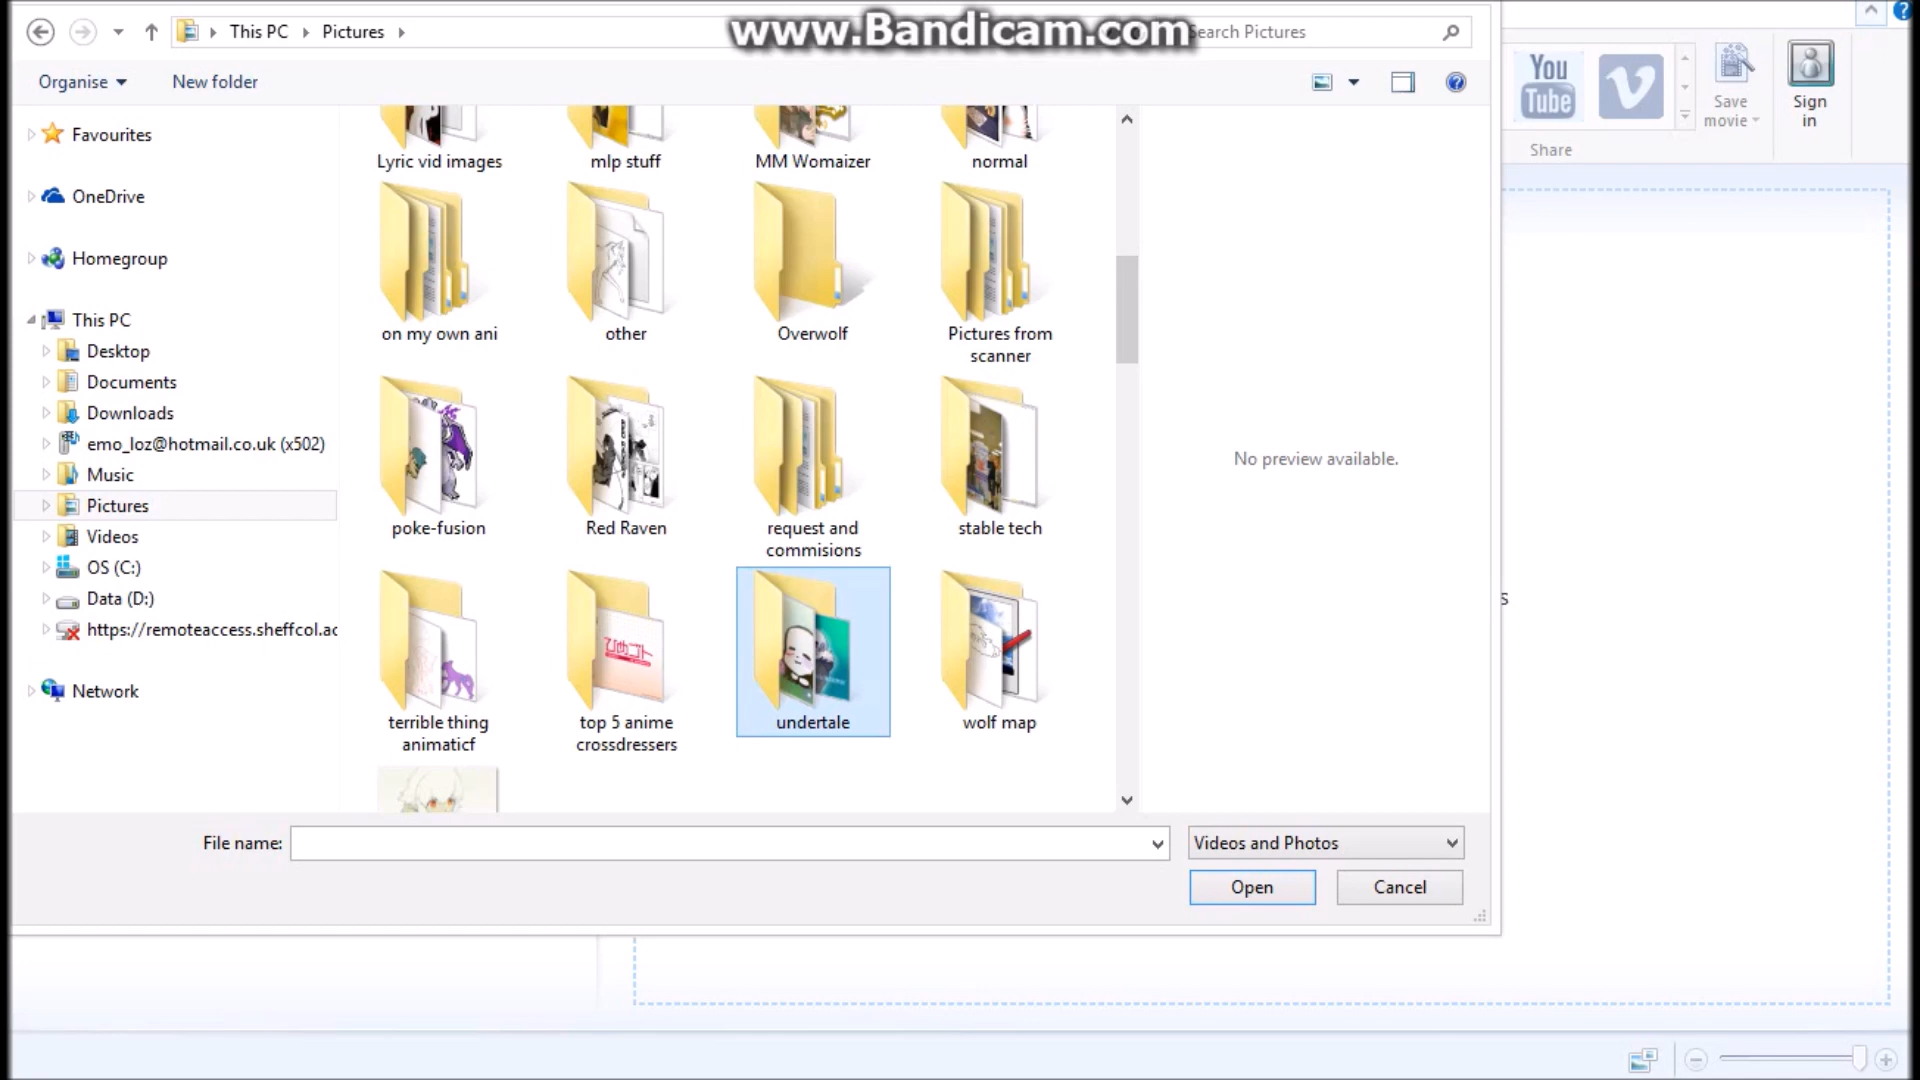 www.Bandicam.com
This PC
Pictures
Search Pictures
Organise
New folder
You
Tube
Save
movie
Sign
in
Share
Favourites
OneDrive
Homegroup
This PC
Desktop
Documents
Downloads
emo_loz@hotmail.co.uk (x502)
Music
Pictures
Videos
OS (C:)
Data (D:)
https://remoteaccess.sheffcol.ac
Network
Lyric vid images
mlp stuff
MM Womaizer
normal
on my own ani
other
Overwolf
Pictures from
scanner
poke-fusion
Red Raven
request and
commisions
stable tech
terrible thing
animaticf
ひめゴト
top 5 anime
crossdressers
undertale
wolf map
No preview available.
s
File name:
Videos and Photos
Open
Cancel